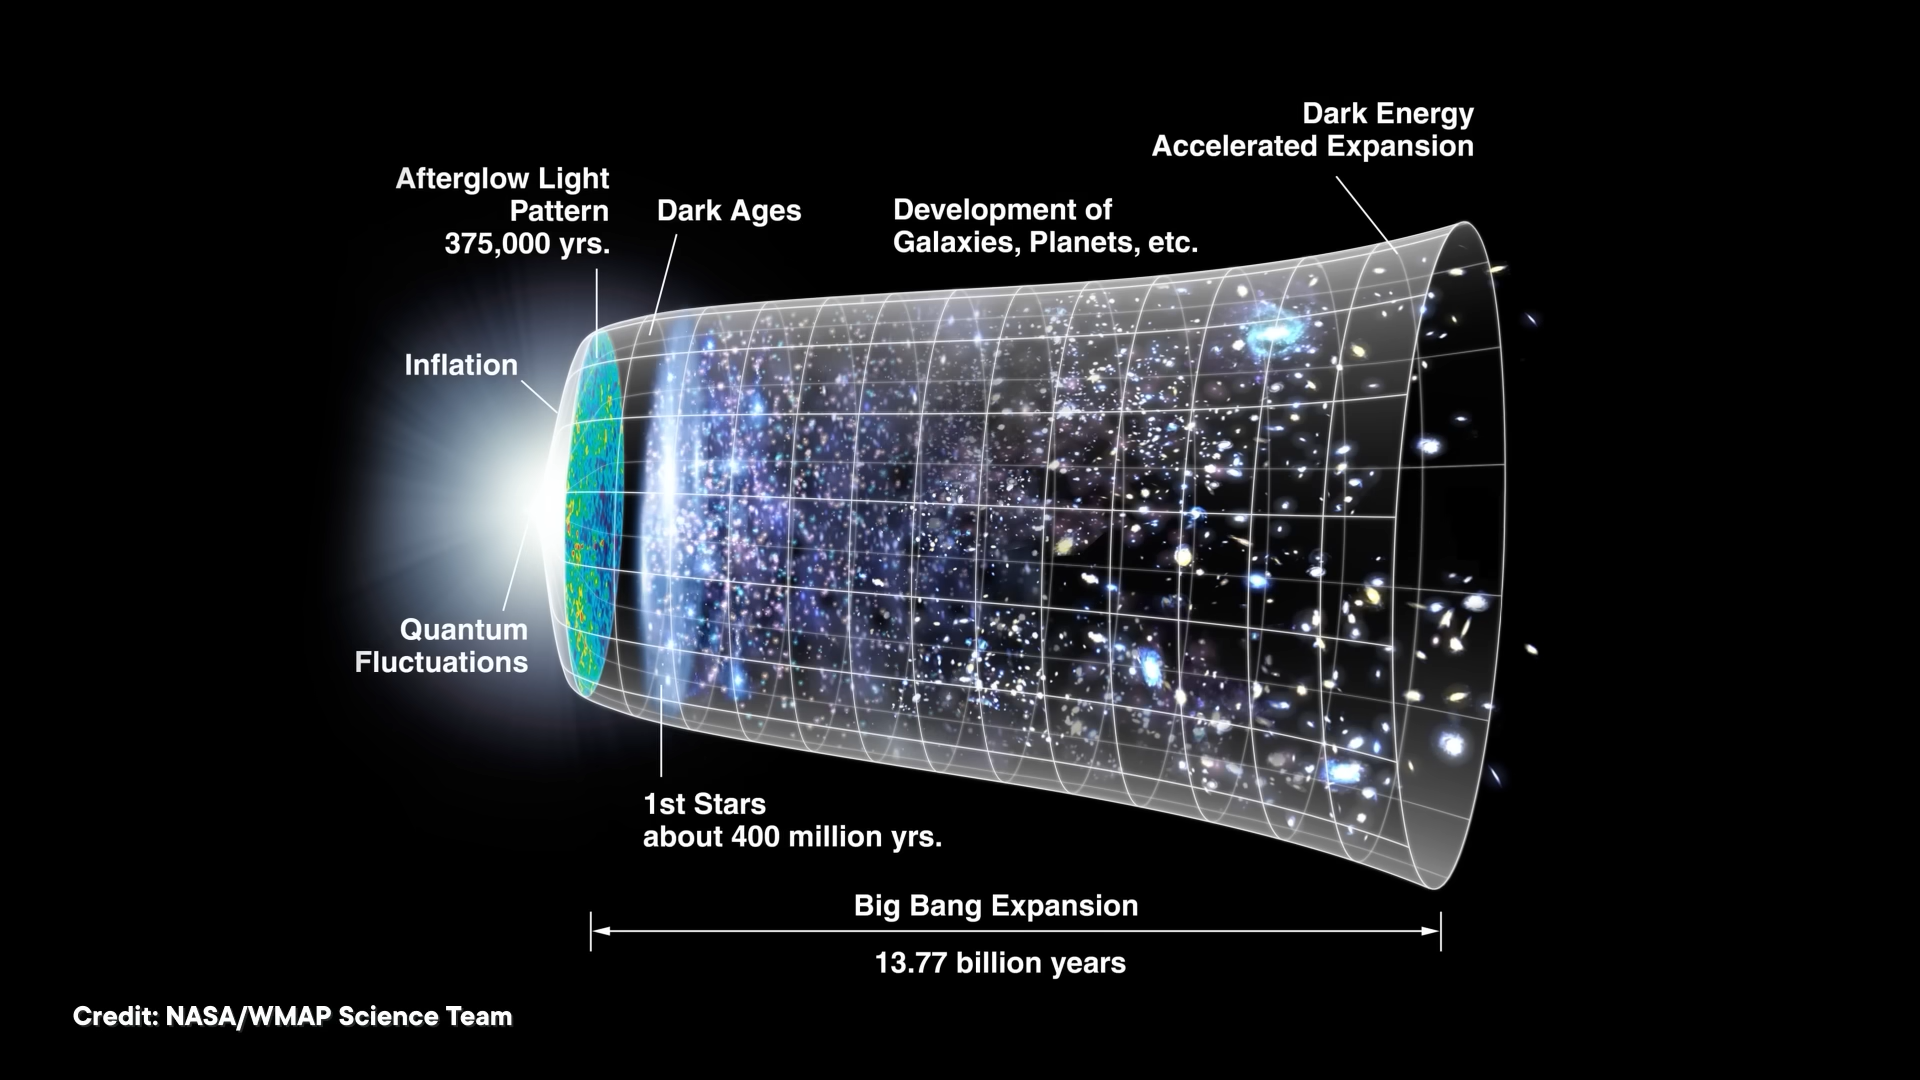 Dark Energy
Accelerated Expansion
Afterglow Light
Pattern
375,000 yrs.
Dark Ages
Development of
Galaxies, Planets, etc.
Inflation
Quantum
Fluctuations
1st Stars
about 400 million yrs.
Big Bang Expansion
13.77 billion years
Credit: NASA/WMAP Science Team